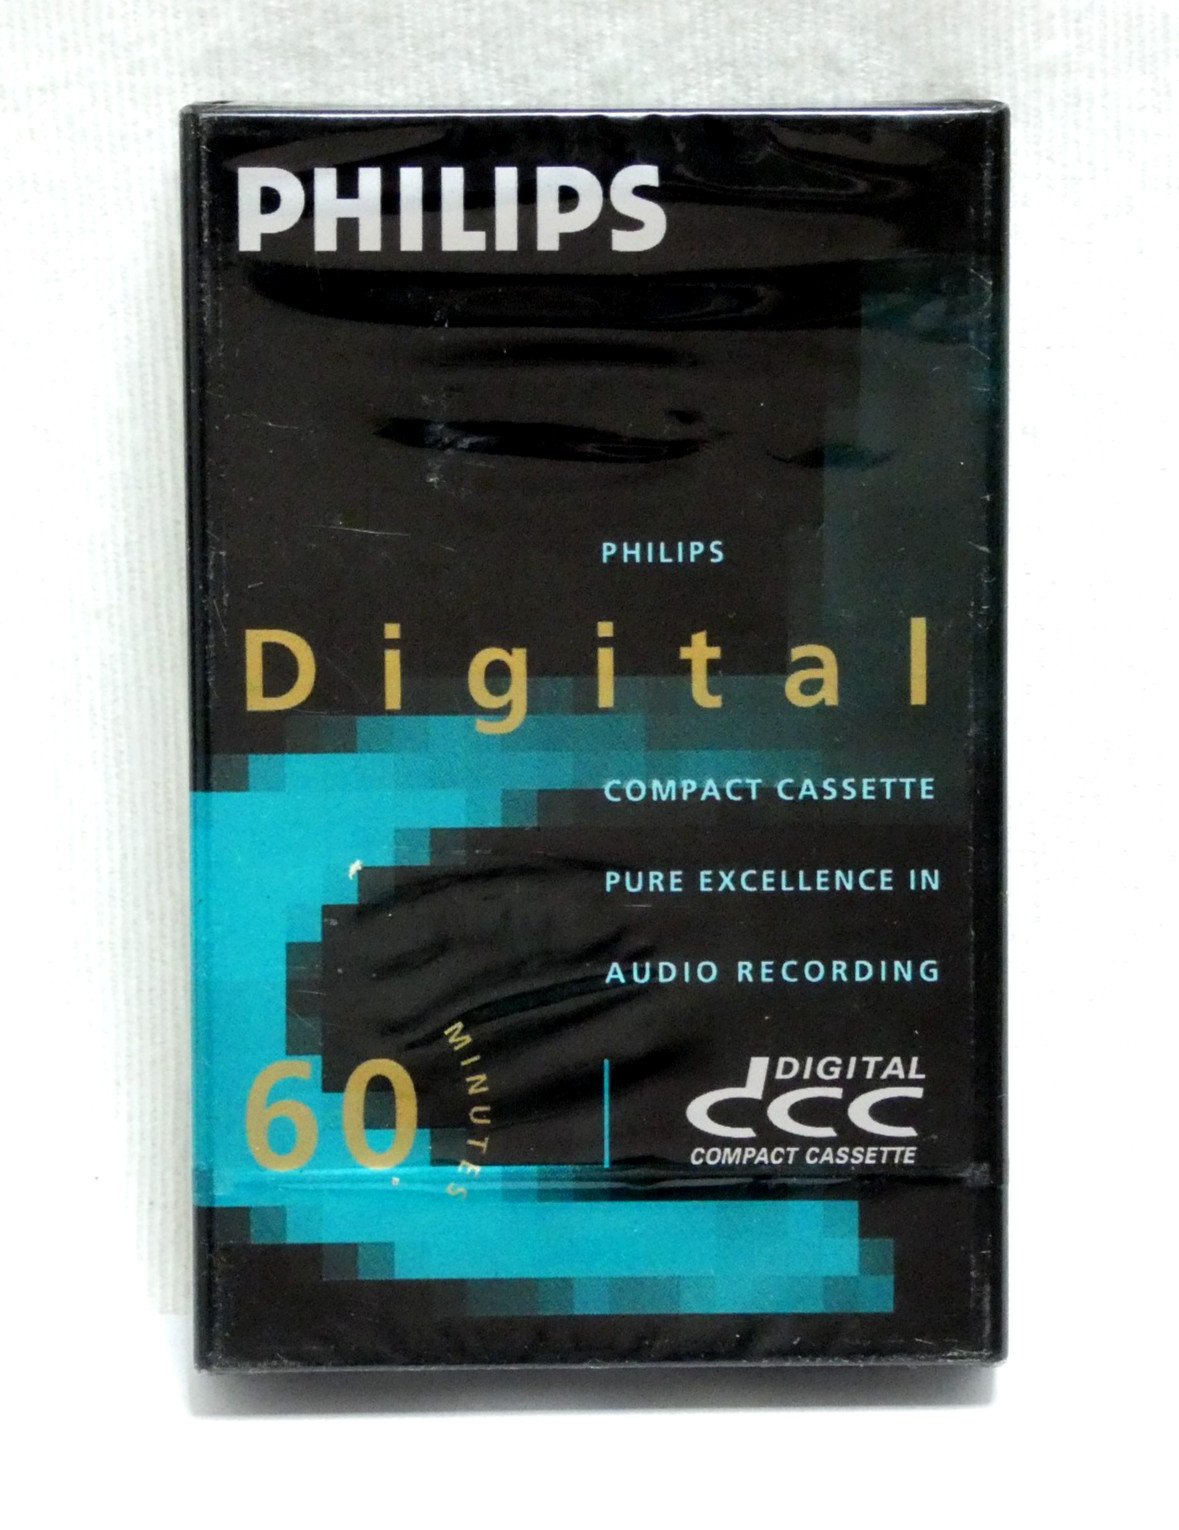 PHILIPS
PHILIPS
Digital
COMPACT CASSETTE
PURE EXCELLENCE IN
AUDIO RECORDING
60 MINUTES
DIGITAL
dcc
COMPACT CASSETTE